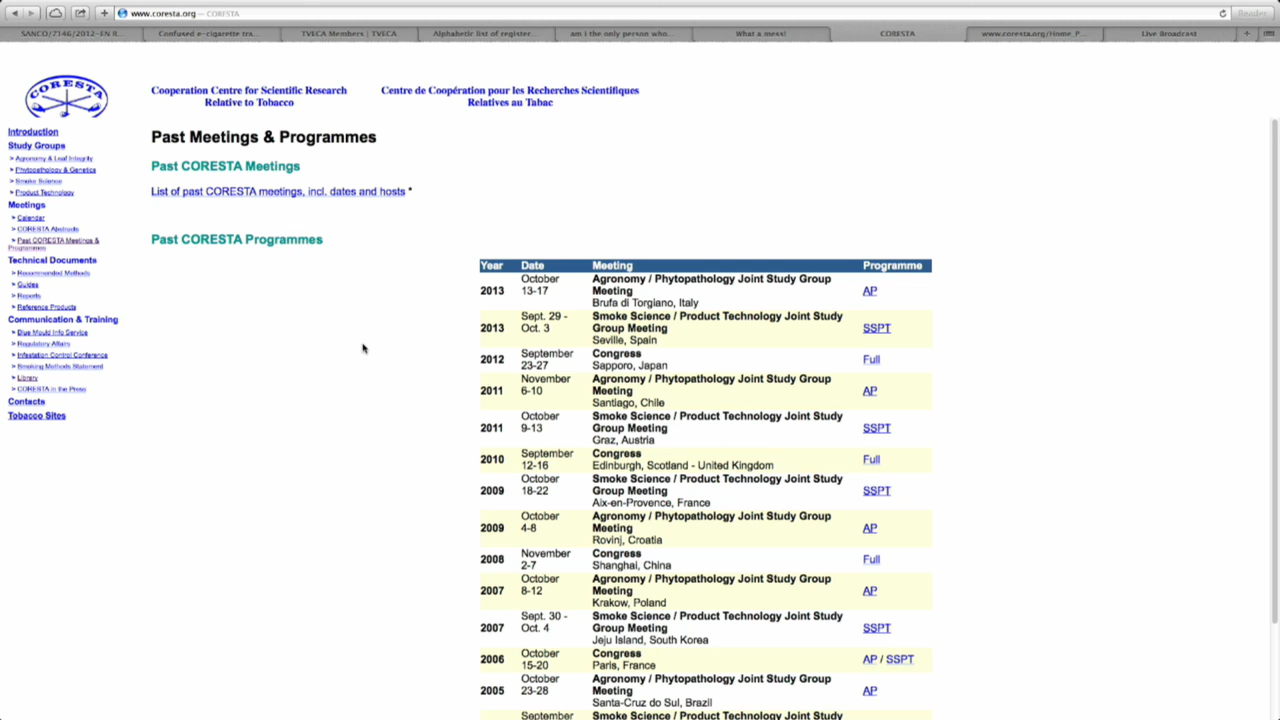 www.coresta.org — CORESTA
Reader
SANCO/7146/2012-EN R...
Confused e-cigarette tra...
TVECA Members | TVECA
Alphabetic list of register...
am i the only person who...
What a mess!
CORESTA
www.coresta.org/Home_P...
Live Broadcast
CORESTA
Cooperation Centre for Scientific Research
Relative to Tobacco
Centre de Coopération pour les Recherches Scientifiques
Relatives au Tabac
Introduction
Study Groups
> Agronomy & Leaf Integrity
> Phytopathology & Genetics
> Smoke Science
> Product Technology
Meetings
> Calendar
> CORESTA Abstracts
> Past CORESTA Meetings &
Programmes
Technical Documents
> Recommended Methods
> Guides
> Reports
> Reference Products
Communication & Training
> Blue Mould Info Service
> Regulatory Affairs
> Infestation Control Conference
> Smoking Methods Statement
> Library
> CORESTA in the Press
Contacts
Tobacco Sites
Past Meetings & Programmes
Past CORESTA Meetings
List of past CORESTA meetings, incl. dates and hosts *
Past CORESTA Programmes
Year Date Meeting Programme
2013 October 13-17 Agronomy / Phytopathology Joint Study Group
Meeting AP
Brufa di Torgiano, Italy
2013 Sept. 29 - Oct. 3 Smoke Science / Product Technology Joint Study
Group Meeting SSPT
Seville, Spain
2012 September 23-27 Congress Full
Sapporo, Japan
2011 November 6-10 Agronomy / Phytopathology Joint Study Group
Meeting AP
Santiago, Chile
2011 October 9-13 Smoke Science / Product Technology Joint Study
Group Meeting SSPT
Graz, Austria
2010 September 12-16 Congress Full
Edinburgh, Scotland - United Kingdom
2009 October 18-22 Smoke Science / Product Technology Joint Study
Group Meeting SSPT
Aix-en-Provence, France
2009 October 4-8 Agronomy / Phytopathology Joint Study Group
Meeting AP
Rovinj, Croatia
2008 November 2-7 Congress Full
Shanghai, China
2007 October 8-12 Agronomy / Phytopathology Joint Study Group
Meeting AP
Krakow, Poland
2007 Sept. 30 - Oct. 4 Smoke Science / Product Technology Joint Study
Group Meeting SSPT
Jeju Island, South Korea
2006 October 15-20 Congress AP / SSPT
Paris, France
2005 October 23-28 Agronomy / Phytopathology Joint Study Group
Meeting AP
Santa-Cruz do Sul, Brazil
September Smoke Science / Product Technology Joint Study